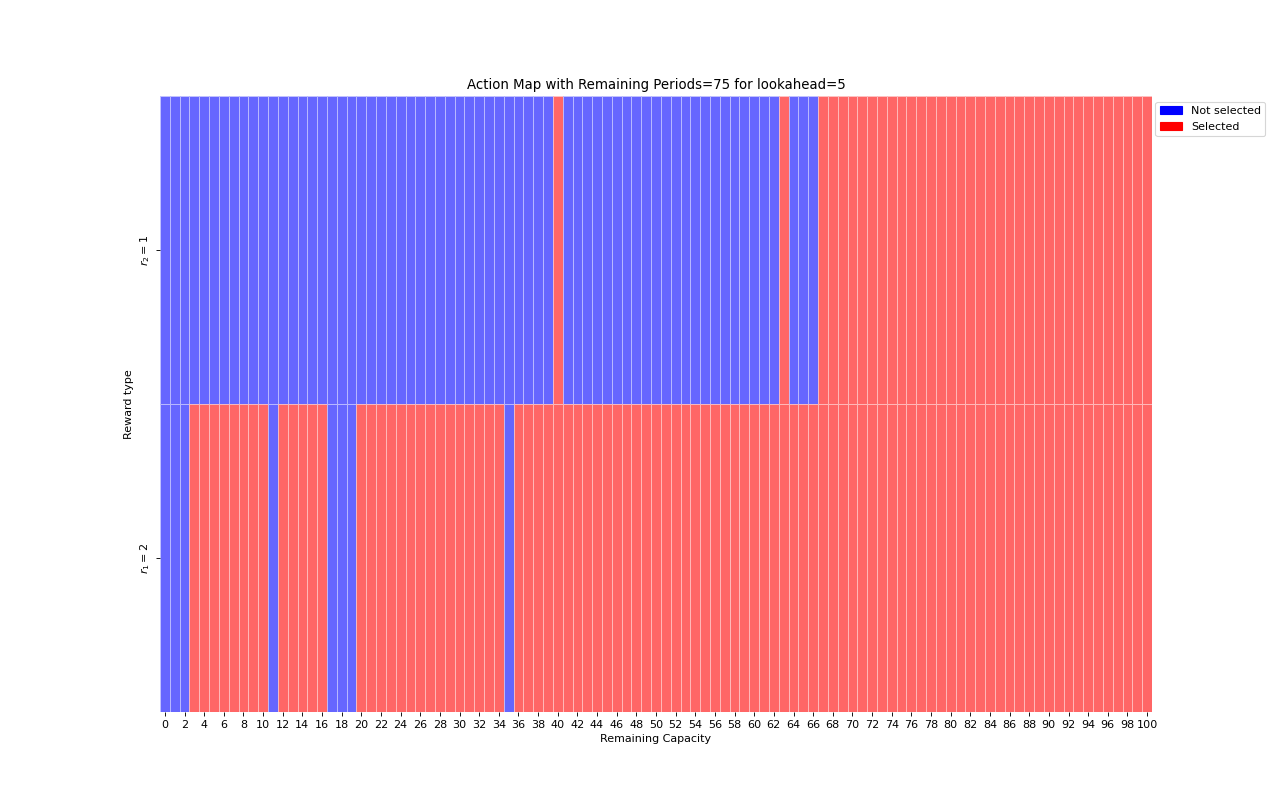 Action Map with Remaining Periods=75 for lookahead=5
Not selected
Selected
r₂ = 1
Reward type
r₁ = 2
0 2 4 6 8 10 12 14 16 18 20 22 24 26 28 30 32 34 36 38 40 42 44 46 48 50 52 54 56 58 60 62 64 66 68 70 72 74 76 78 80 82 84 86 88 90 92 94 96 98 100
Remaining Capacity